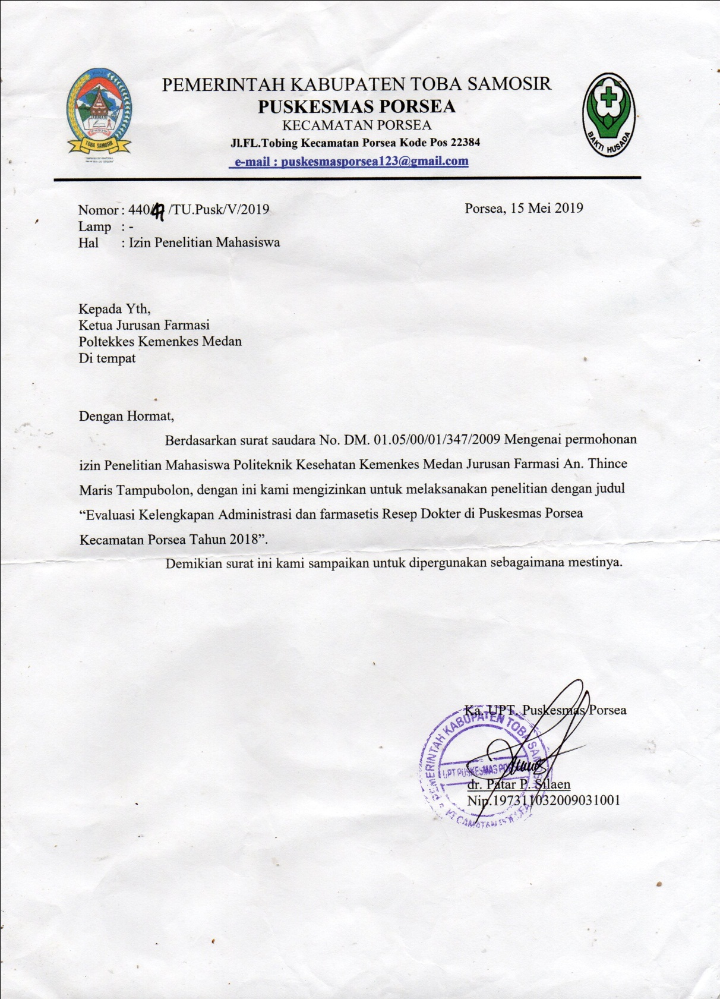 PEMERINTAH KABUPATEN TOBA SAMOSIR
PUSKESMAS PORSEA
KECAMATAN PORSEA
Jl.FL.Tobing Kecamatan Porsea Kode Pos 22384
e-mail : puskesmasporsea123@gmail.com
TOBA SAMOSIR
BAKTI HUSADA
Nomor : 440/ /TU.Pusk/V/2019
Porsea, 15 Mei 2019
Lamp : -
Hal : Izin Penelitian Mahasiswa
Kepada Yth,
Ketua Jurusan Farmasi
Poltekkes Kemenkes Medan
Di tempat
Dengan Hormat,
Berdasarkan surat saudara No. DM. 01.05/00/01/347/2009 Mengenai permohonan
izin Penelitian Mahasiswa Politeknik Kesehatan Kemenkes Medan Jurusan Farmasi An. Thince
Maris Tampubolon, dengan ini kami mengizinkan untuk melaksanakan penelitian dengan judul
“Evaluasi Kelengkapan Administrasi dan farmasetis Resep Dokter di Puskesmas Porsea
Kecamatan Porsea Tahun 2018”.
Demikian surat ini kami sampaikan untuk dipergunakan sebagaimana mestinya.
Ka. UPT. Puskesmas Porsea
PEMERINTAH KABUPATEN TOBA SAMOSIR
UPT PUSKESMAS PORSEA
KECAMATAN PORSEA
dr. Patar P. Silaen
Nip.197311032009031001